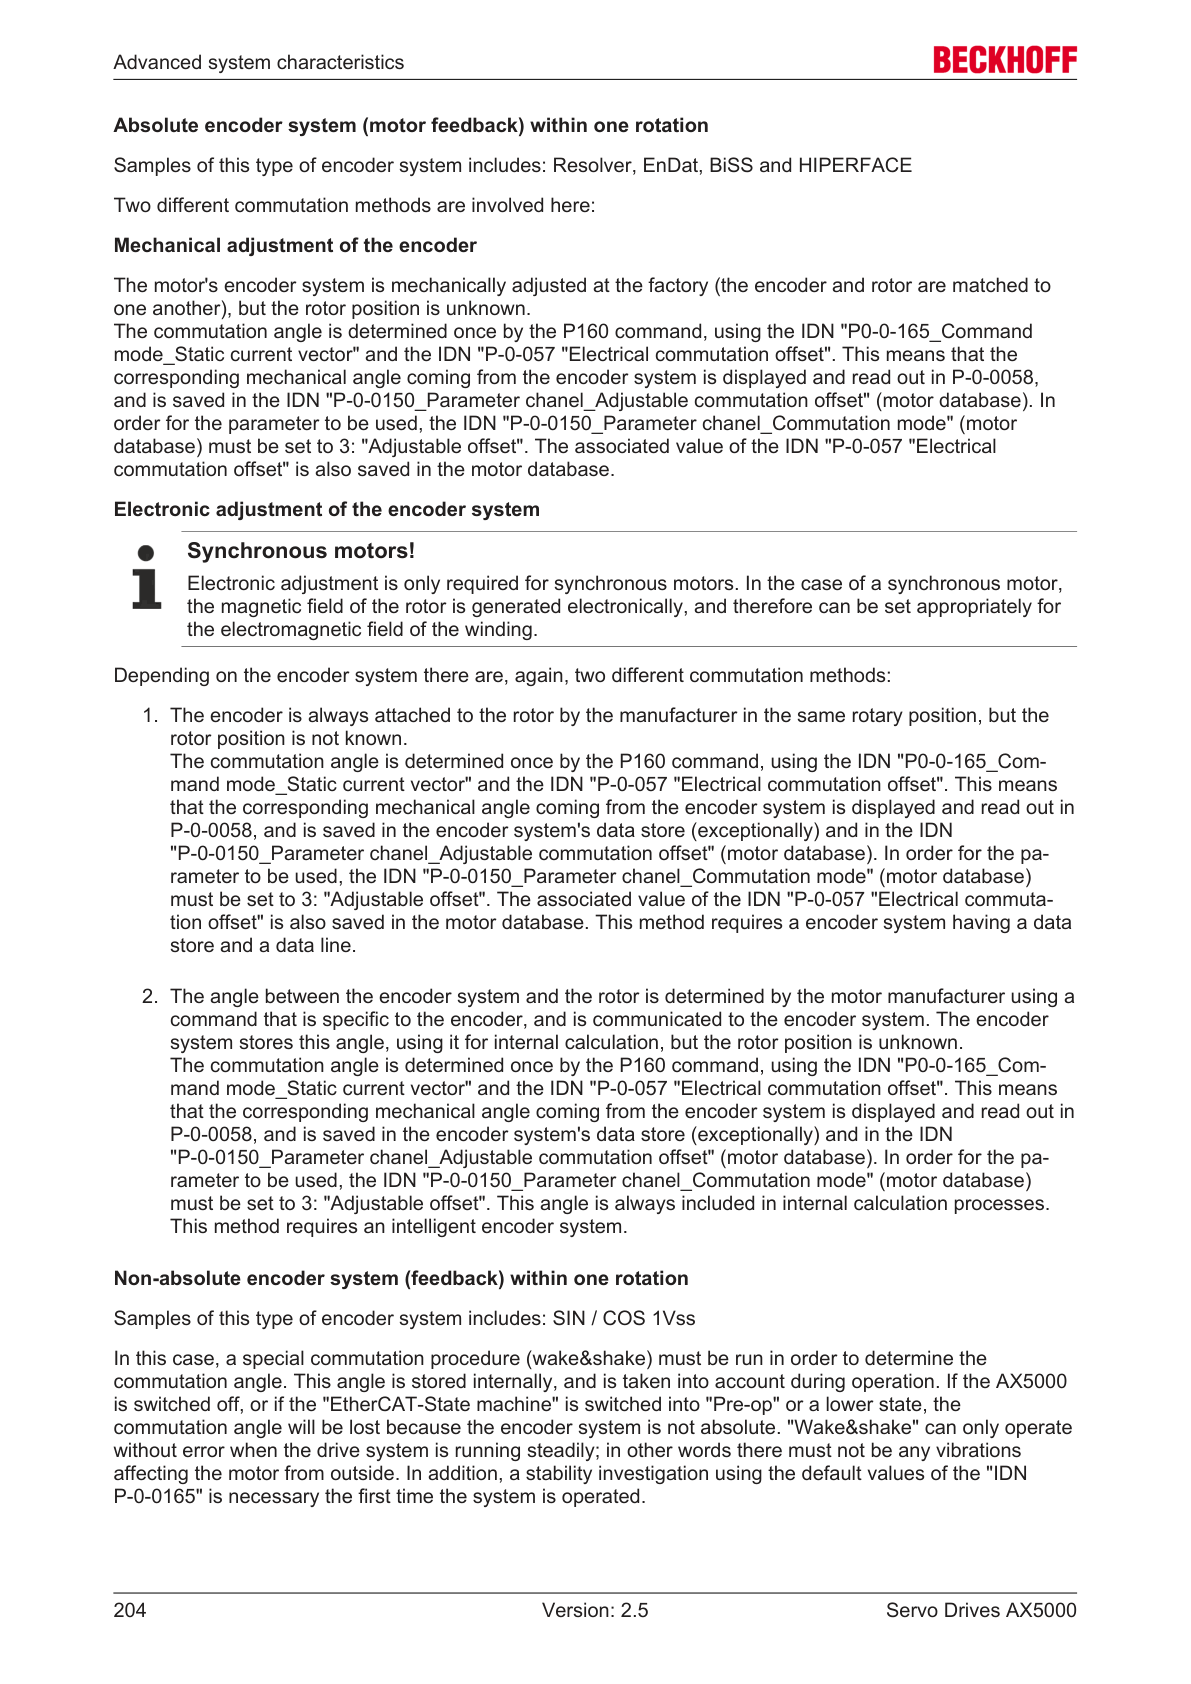 Advanced system characteristics
BECKHOFF
Absolute encoder system (motor feedback) within one rotation
Samples of this type of encoder system includes: Resolver, EnDat, BiSS and HIPERFACE
Two different commutation methods are involved here:
Mechanical adjustment of the encoder
The motor's encoder system is mechanically adjusted at the factory (the encoder and rotor are matched to
one another), but the rotor position is unknown.
The commutation angle is determined once by the P160 command, using the IDN "P0-0-165_Command
mode_Static current vector" and the IDN "P-0-057 "Electrical commutation offset". This means that the
corresponding mechanical angle coming from the encoder system is displayed and read out in P-0-0058,
and is saved in the IDN "P-0-0150_Parameter chanel_Adjustable commutation offset" (motor database). In
order for the parameter to be used, the IDN "P-0-0150_Parameter chanel_Commutation mode" (motor
database) must be set to 3: "Adjustable offset". The associated value of the IDN "P-0-057 "Electrical
commutation offset" is also saved in the motor database.
Electronic adjustment of the encoder system
Synchronous motors!
Electronic adjustment is only required for synchronous motors. In the case of a synchronous motor,
the magnetic field of the rotor is generated electronically, and therefore can be set appropriately for
the electromagnetic field of the winding.
Depending on the encoder system there are, again, two different commutation methods:
1. The encoder is always attached to the rotor by the manufacturer in the same rotary position, but the
rotor position is not known.
The commutation angle is determined once by the P160 command, using the IDN "P0-0-165_Com-
mand mode_Static current vector" and the IDN "P-0-057 "Electrical commutation offset". This means
that the corresponding mechanical angle coming from the encoder system is displayed and read out in
P-0-0058, and is saved in the encoder system's data store (exceptionally) and in the IDN
"P-0-0150_Parameter chanel_Adjustable commutation offset" (motor database). In order for the pa-
rameter to be used, the IDN "P-0-0150_Parameter chanel_Commutation mode" (motor database)
must be set to 3: "Adjustable offset". The associated value of the IDN "P-0-057 "Electrical commuta-
tion offset" is also saved in the motor database. This method requires a encoder system having a data
store and a data line.
2. The angle between the encoder system and the rotor is determined by the motor manufacturer using a
command that is specific to the encoder, and is communicated to the encoder system. The encoder
system stores this angle, using it for internal calculation, but the rotor position is unknown.
The commutation angle is determined once by the P160 command, using the IDN "P0-0-165_Com-
mand mode_Static current vector" and the IDN "P-0-057 "Electrical commutation offset". This means
that the corresponding mechanical angle coming from the encoder system is displayed and read out in
P-0-0058, and is saved in the encoder system's data store (exceptionally) and in the IDN
"P-0-0150_Parameter chanel_Adjustable commutation offset" (motor database). In order for the pa-
rameter to be used, the IDN "P-0-0150_Parameter chanel_Commutation mode" (motor database)
must be set to 3: "Adjustable offset". This angle is always included in internal calculation processes.
This method requires an intelligent encoder system.
Non-absolute encoder system (feedback) within one rotation
Samples of this type of encoder system includes: SIN / COS 1Vss
In this case, a special commutation procedure (wake&shake) must be run in order to determine the
commutation angle. This angle is stored internally, and is taken into account during operation. If the AX5000
is switched off, or if the "EtherCAT-State machine" is switched into "Pre-op" or a lower state, the
commutation angle will be lost because the encoder system is not absolute. "Wake&shake" can only operate
without error when the drive system is running steadily; in other words there must not be any vibrations
affecting the motor from outside. In addition, a stability investigation using the default values of the "IDN
P-0-0165" is necessary the first time the system is operated.
204
Version: 2.5
Servo Drives AX5000